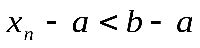 xₙ − a < b − a